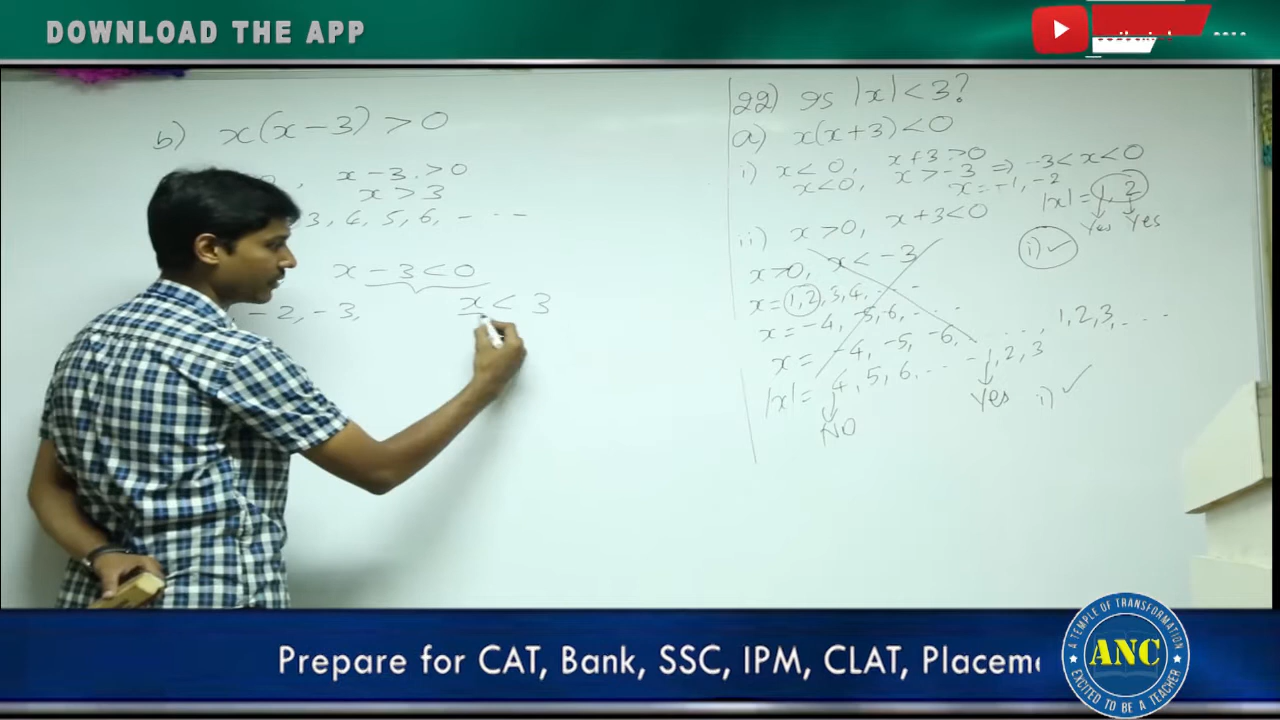 DOWNLOAD THE APP
b) x(x-3) > 0
x-3 > 0
x > 3
3, 4, 5, 6, - ...
x-3<0
-2, -3,
x < 3
22) is |x| < 3?
a) x(x+3) < 0
i) x < 0, x+3 > 0
x<0, x > -3 ⇒ -3 < x < 0
x = -1, -2
|x| = 1, 2
Yes Yes
ii) x > 0, x+3 < 0
i) ✓
x>0, x < -3
x = 1, 2, 3, 4, - - -
x = -4, -5, -6, - - -
x = -4, -5, -6, ...., 1, 2, 3, ....
|x| = 4, 5, 6, ... - 1, 2, 3
NO
Yes
i) ✓
Prepare for CAT, Bank, SSC, IPM, CLAT,
A TEMPLE OF TRANSFORMATION
ANC
EXCITED TO BE A TEACHER